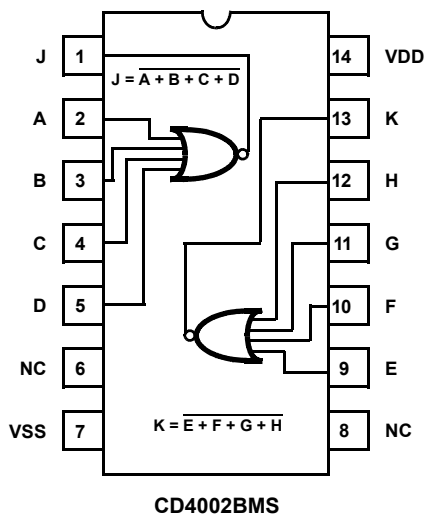 J 1 14 VDD
J = A + B + C + D
A 2 13 K
B 3 12 H
C 4 11 G
D 5 10 F
NC 6 9 E
VSS 7 8 NC
K = E + F + G + H
CD4002BMS